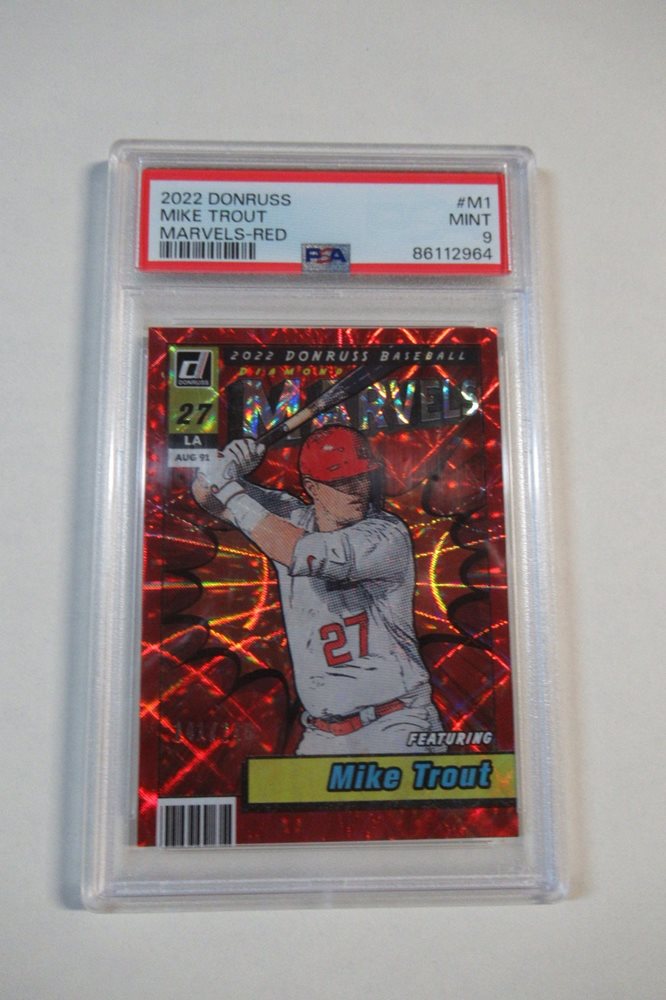 2022 DONRUSS
#M1
MIKE TROUT
MINT
MARVELS-RED
9
PSA
86112964
d
DONRUSS
2022 DONRUSS BASEBALL
DIAMOND
MARVELS
27
LA
AUG 91
27
FEATURING
Mike Trout